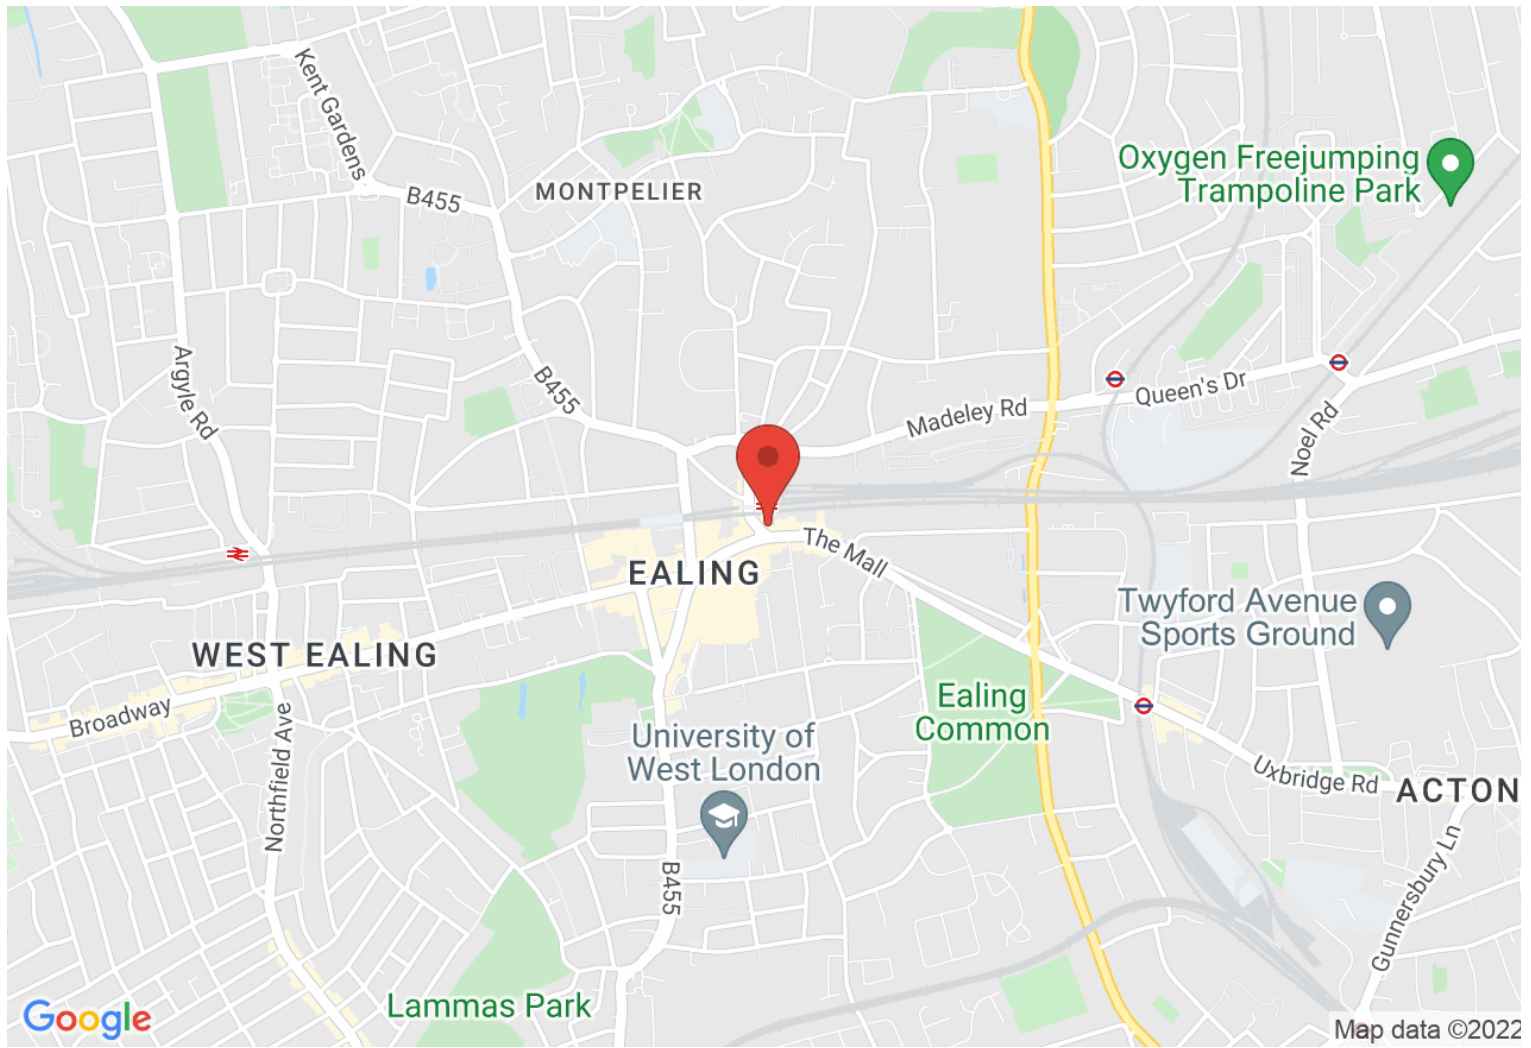 Kent Gardens
B455
MONTPELIER
Oxygen Freejumping
Trampoline Park
Argyle Rd
B455
Madeley Rd
Queen's Dr
Noel Rd
The Mall
EALING
Twyford Avenue
Sports Ground
WEST EALING
Broadway
Northfield Ave
Ealing
Common
University of
West London
Uxbridge Rd
ACTON
B455
Gunnersbury Ln
Lammas Park
Google
Map data ©2022